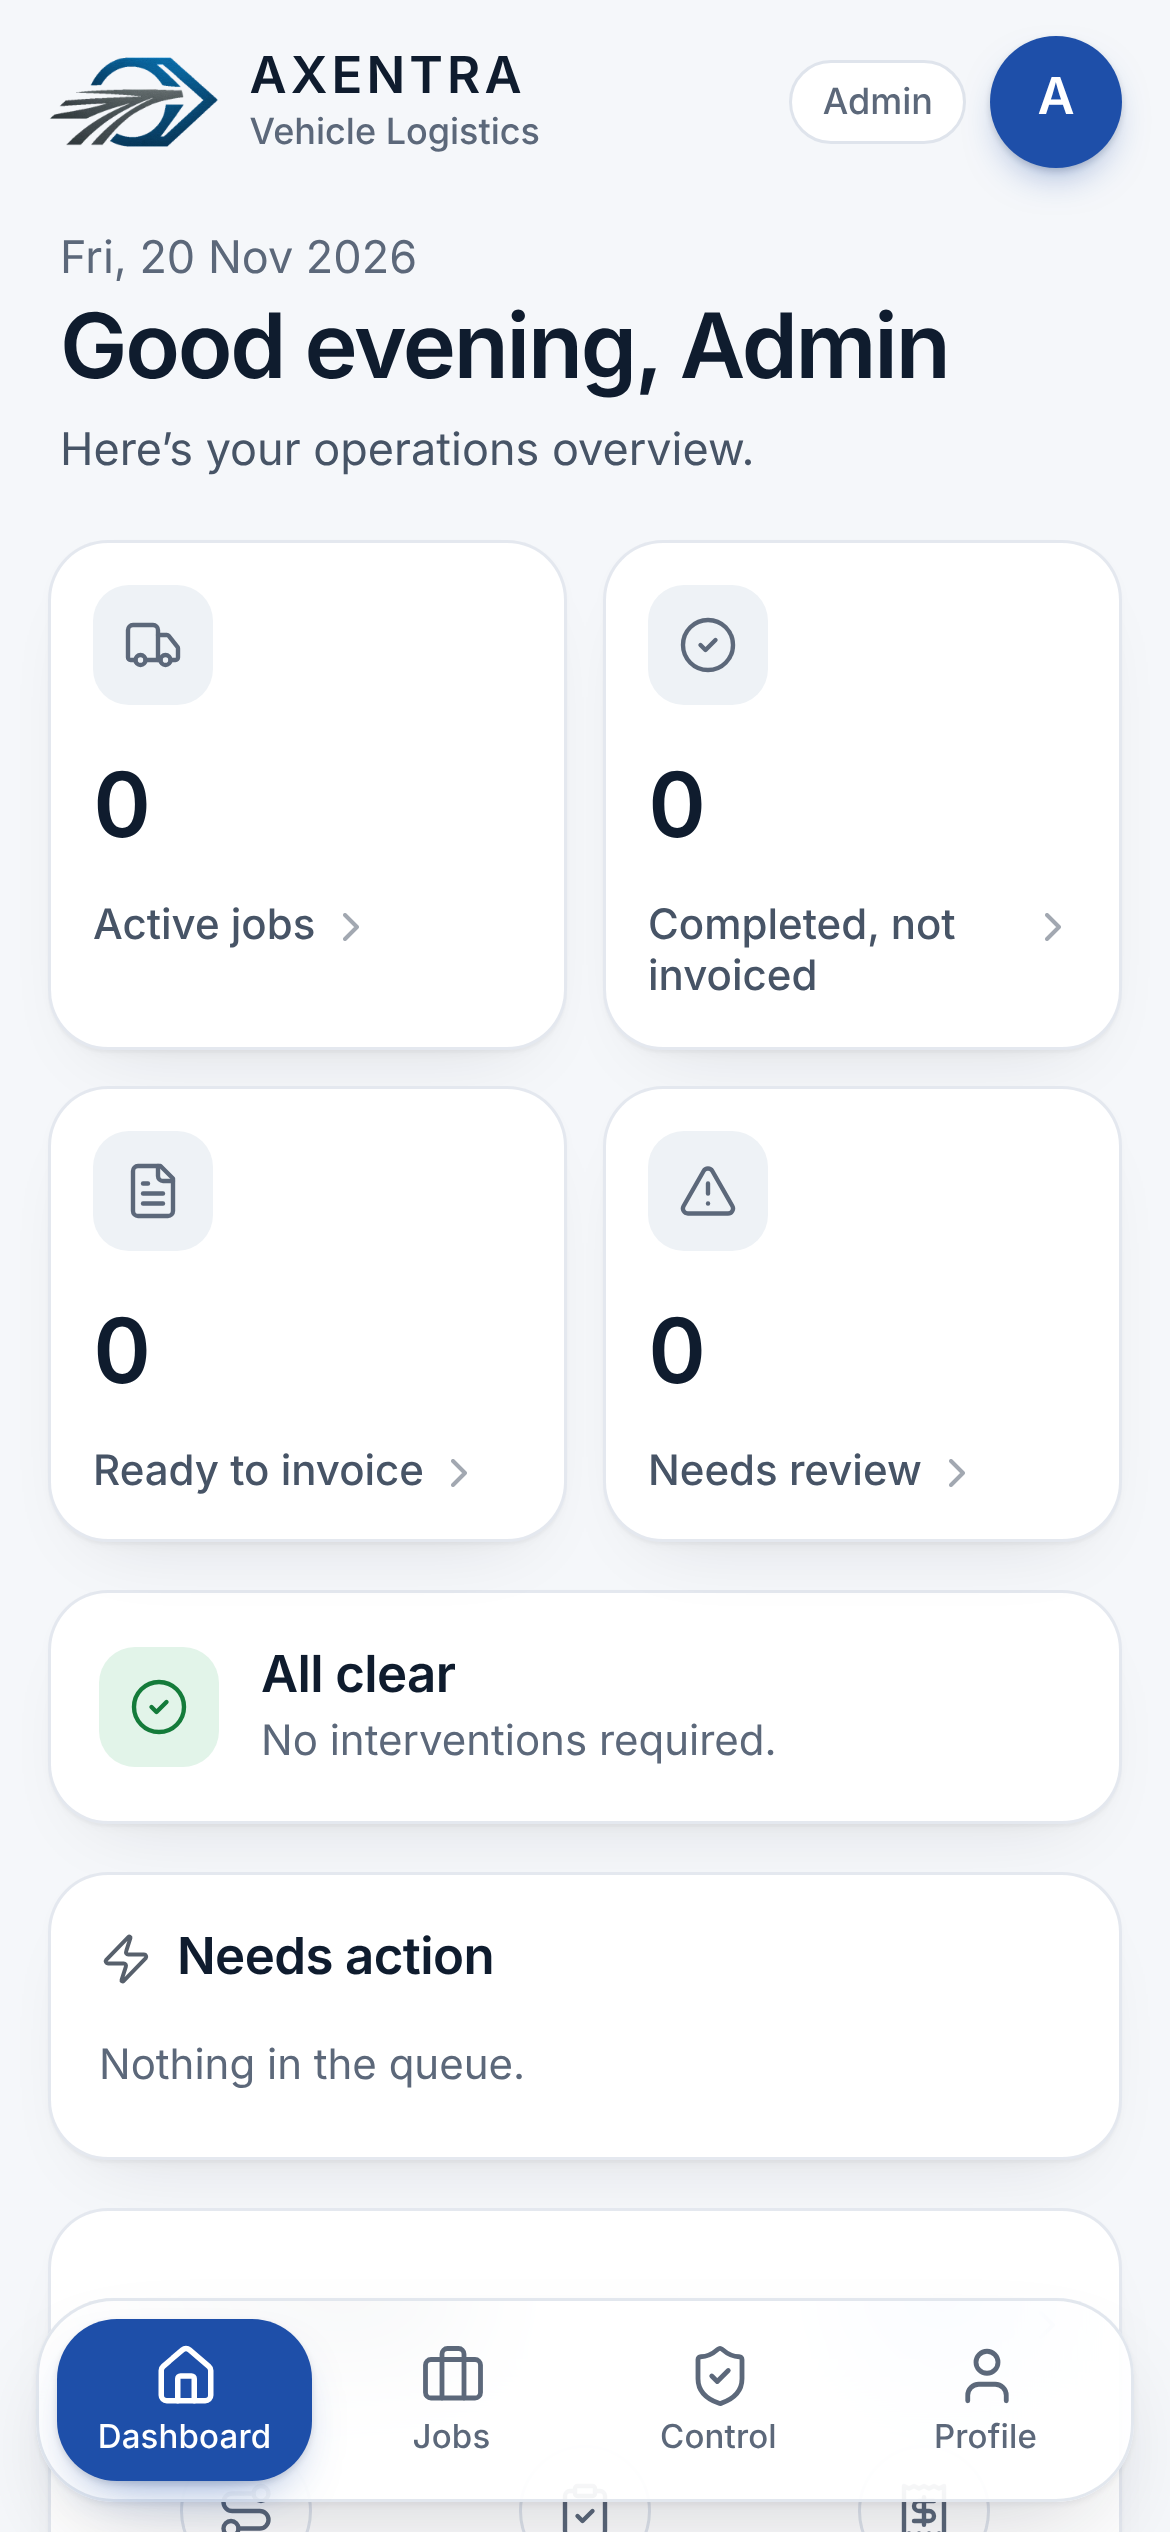 AXENTRA
Vehicle Logistics
Admin
A
Fri, 20 Nov 2026
Good evening, Admin
Here’s your operations overview.
0
Active jobs
0
Completed, not
invoiced
0
Ready to invoice
0
Needs review
All clear
No interventions required.
Needs action
Nothing in the queue.
Dashboard
Jobs
Control
Profile